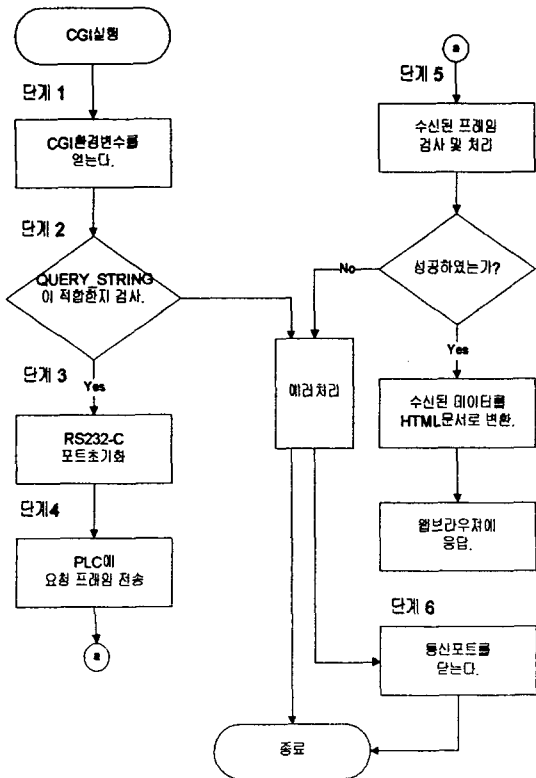 CGI실행
단계 1
CGI환경변수를
얻는다.
단계 2
QUERY_STRING
이 적합한지 검사.
단계 3
Yes
RS232-C
포트초기화
단계4
PLC에
요청 프레임 전송
a
a
단계 5
수신된 프레임
검사 및 처리
No
성공하였는가?
Yes
에러처리
수신된 데이터를
HTML문서로 변환.
웹브라우저에
응답.
단계 6
통신포트를
닫는다.
종료